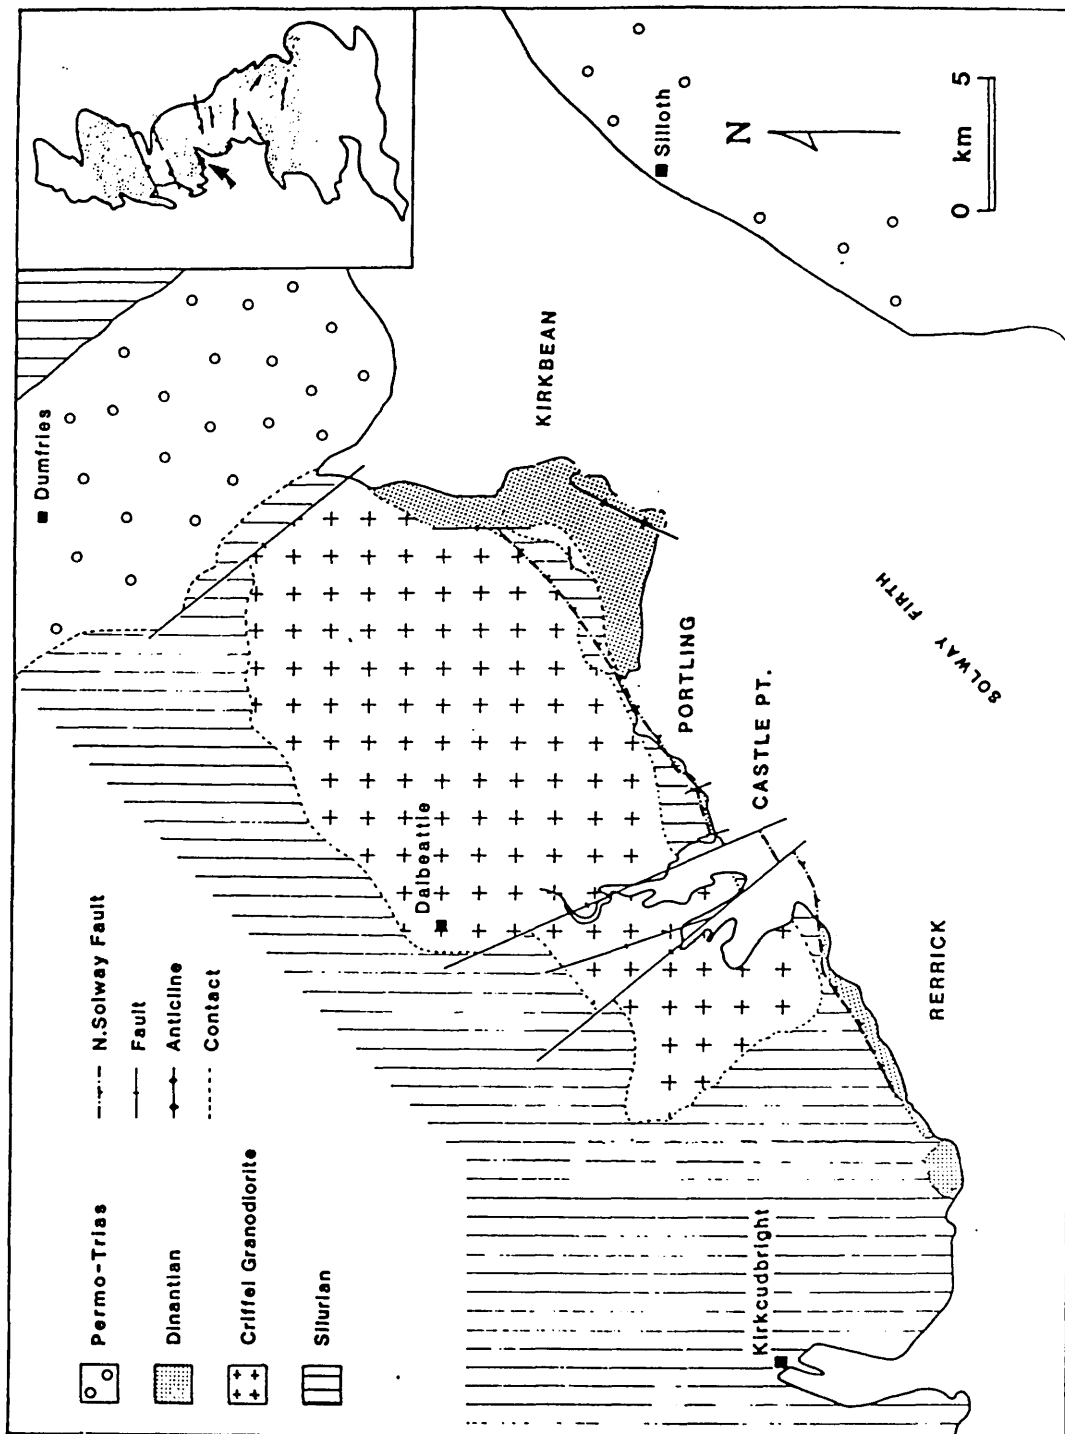 Permo-Trias
Dinantian
Criffel Granodiorite
Silurian
N.Solway Fault
Fault
Anticline
Contact
Dumfries
Dalbeattie
Kirkcudbright
KIRKBEAN
PORTLING
CASTLE PT.
RERRICK
SOLWAY FIRTH
Silloth
N
0 5
km